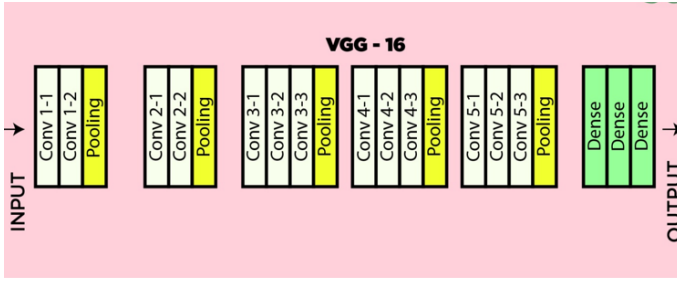 VGG - 16
INPUT
Conv 1-1
Conv 1-2
Pooling
Conv 2-1
Conv 2-2
Pooling
Conv 3-1
Conv 3-2
Conv 3-3
Pooling
Conv 4-1
Conv 4-2
Conv 4-3
Pooling
Conv 5-1
Conv 5-2
Conv 5-3
Pooling
Dense
Dense
Dense
OUTPUT